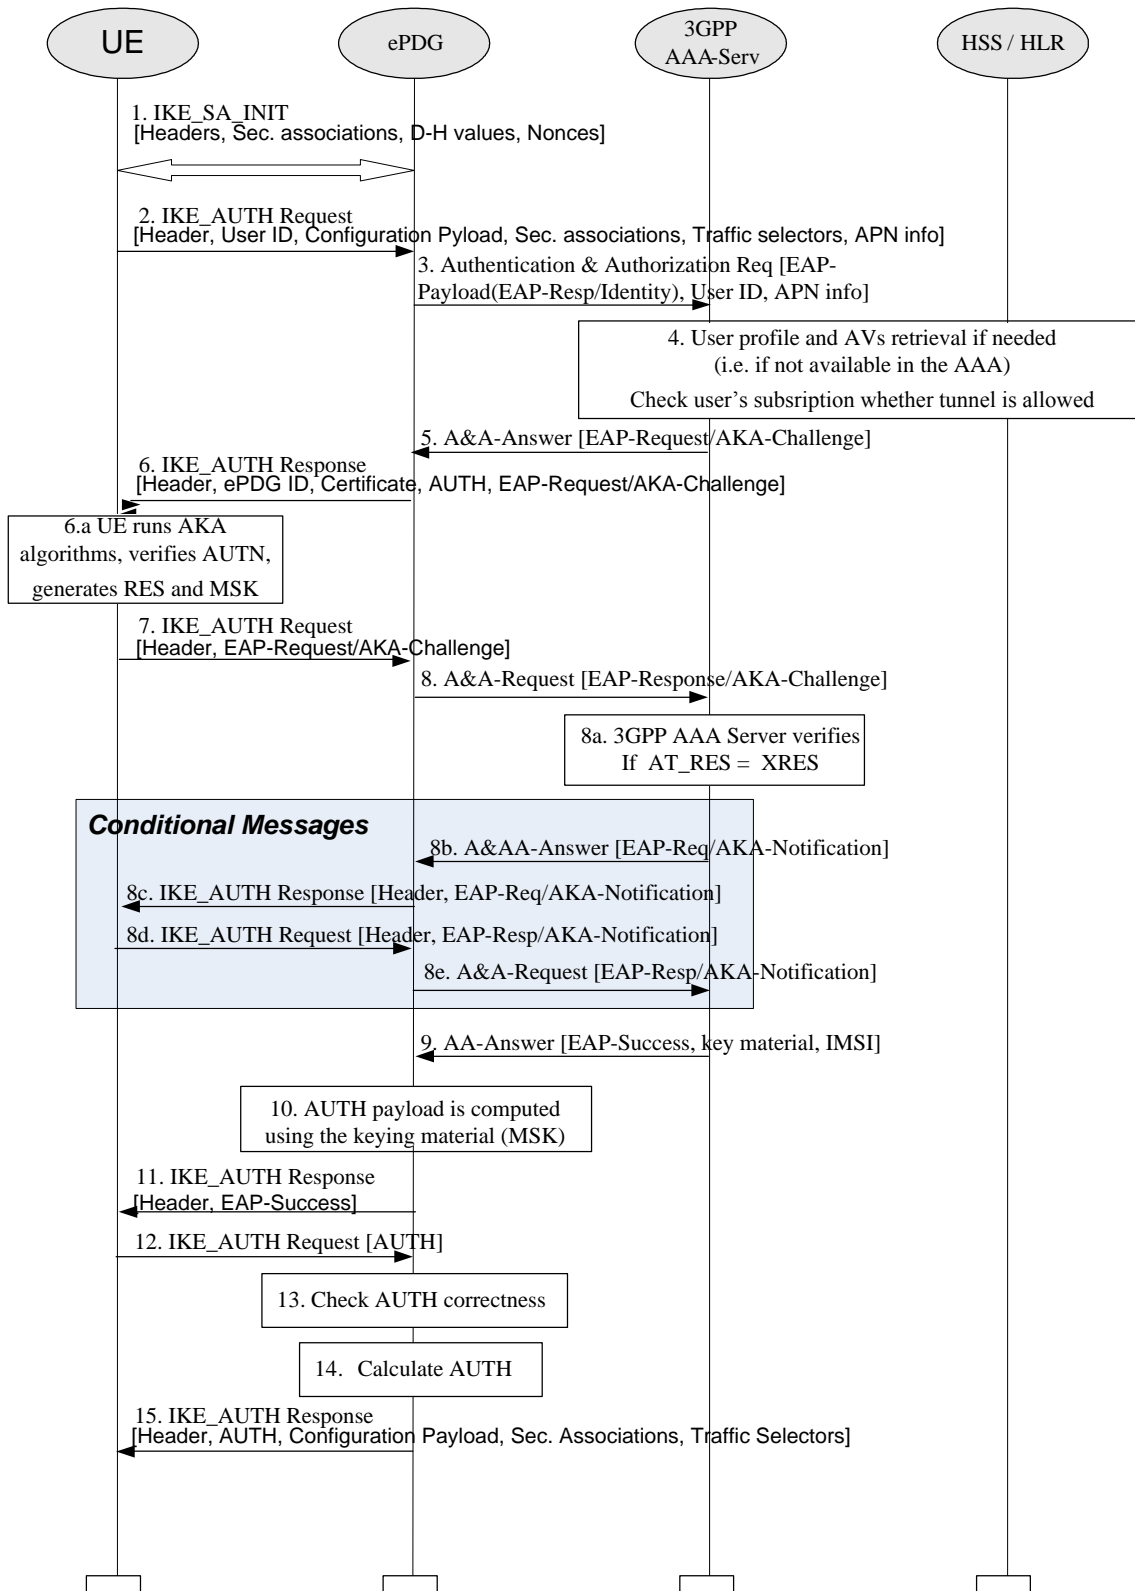 UE
ePDG
3GPP
AAA-Serv
HSS / HLR
1. IKE_SA_INIT
[Headers, Sec. associations, D-H values, Nonces]
2. IKE_AUTH Request
[Header, User ID, Configuration Pyload, Sec. associations, Traffic selectors, APN info]
3. Authentication & Authorization Req [EAP-
Payload(EAP-Resp/Identity), User ID, APN info]
4. User profile and AVs retrieval if needed
(i.e. if not available in the AAA)
Check user’s subsription whether tunnel is allowed
5. A&A-Answer [EAP-Request/AKA-Challenge]
6. IKE_AUTH Response
[Header, ePDG ID, Certificate, AUTH, EAP-Request/AKA-Challenge]
6.a UE runs AKA
algorithms, verifies AUTN,
generates RES and MSK
7. IKE_AUTH Request
[Header, EAP-Request/AKA-Challenge]
8. A&A-Request [EAP-Response/AKA-Challenge]
8a. 3GPP AAA Server verifies
If AT_RES = XRES
Conditional Messages
8b. A&AA-Answer [EAP-Req/AKA-Notification]
8c. IKE_AUTH Response [Header, EAP-Req/AKA-Notification]
8d. IKE_AUTH Request [Header, EAP-Resp/AKA-Notification]
8e. A&A-Request [EAP-Resp/AKA-Notification]
9. AA-Answer [EAP-Success, key material, IMSI]
10. AUTH payload is computed
using the keying material (MSK)
11. IKE_AUTH Response
[Header, EAP-Success]
12. IKE_AUTH Request [AUTH]
13. Check AUTH correctness
14. Calculate AUTH
15. IKE_AUTH Response
[Header, AUTH, Configuration Payload, Sec. Associations, Traffic Selectors]